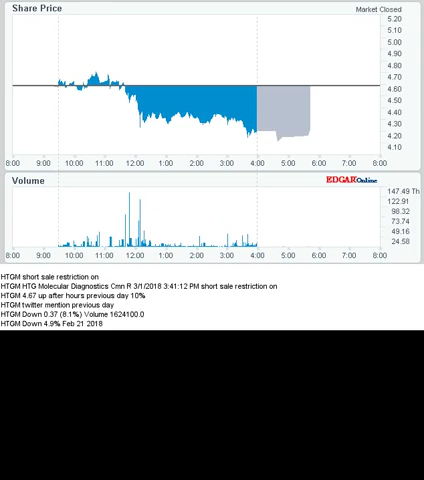 Share Price
Market Closed
5.20
5.10
5.00
4.90
4.80
4.70
4.60
4.50
4.40
4.30
4.20
4.10
8:00 9:00 10:00 11:00 12:00 1:00 2:00 3:00 4:00 5:00 6:00 7:00 8:00
Volume
EDGAR Online
147.49 Th
122.91
98.32
73.74
49.16
24.58
8:00 9:00 10:00 11:00 12:00 1:00 2:00 3:00 4:00 5:00 6:00 7:00 8:00
HTGM short sale restriction on
HTGM HTG Molecular Diagnostics Cmn R 3/1/2018 3:41:12 PM short sale restriction on
HTGM 4.67 up after hours previous day 10%
HTGM twitter mention previous day
HTGM Down 0.37 (8.1%) Volume 1624100.0
HTGM Down 4.9% Feb 21 2018